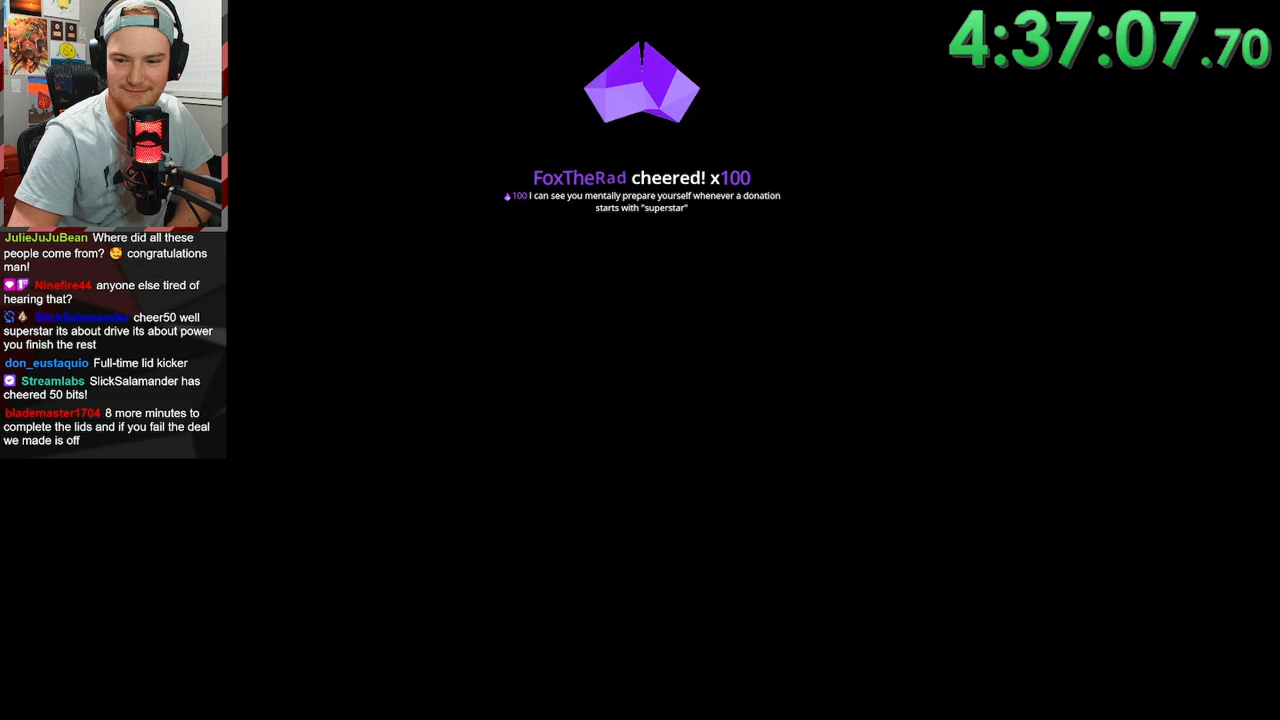 4:37:07.70
FoxTheRad cheered! x100
100 I can see you mentally prepare yourself whenever a donation
starts with "superstar"
JulieJuJuBean Where did all these
people come from? 🥰 congratulations
man!
Ninefire44 anyone else tired of
hearing that?
SlickSalamander cheer50 well
superstar its about drive its about power
you finish the rest
don_eustaquio Full-time lid kicker
Streamlabs SlickSalamander has
cheered 50 bits!
blademaster1704 8 more minutes to
complete the lids and if you fail the deal
we made is off